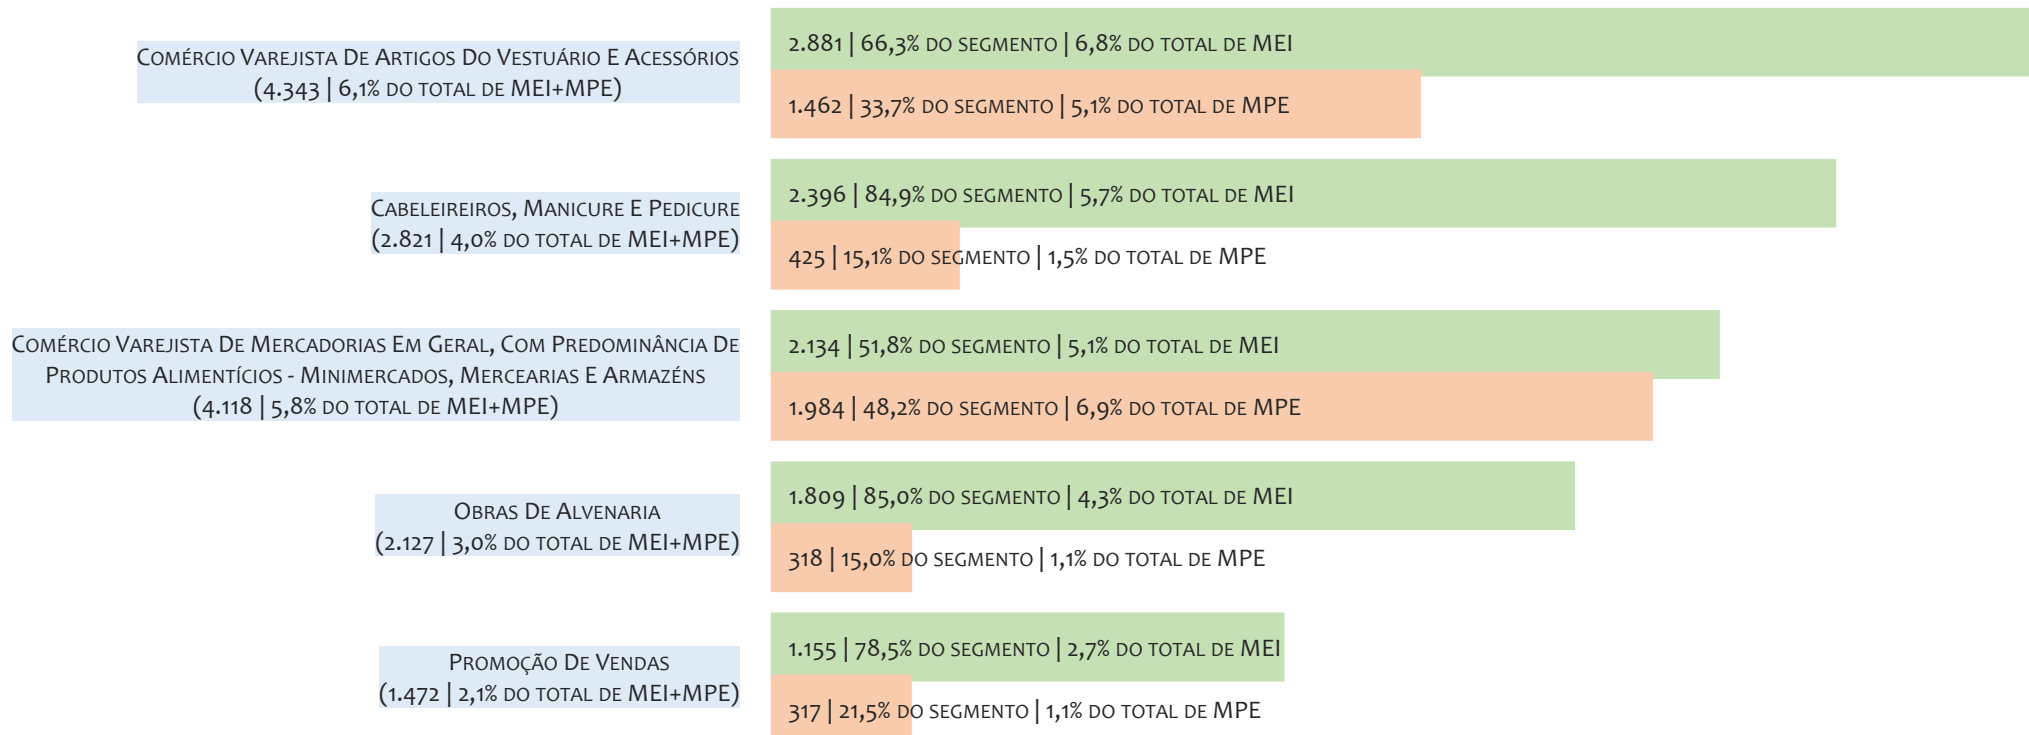 Comércio Varejista De Artigos Do Vestuário E Acessórios
(4.343 | 6,1% do total de MEI+MPE)
2.881 | 66,3% do segmento | 6,8% do total de MEI
1.462 | 33,7% do segmento | 5,1% do total de MPE
Cabeleireiros, Manicure E Pedicure
(2.821 | 4,0% do total de MEI+MPE)
2.396 | 84,9% do segmento | 5,7% do total de MEI
425 | 15,1% do segmento | 1,5% do total de MPE
Comércio Varejista De Mercadorias Em Geral, Com Predominância De
Produtos Alimentícios - Minimercados, Mercearias E Armazéns
(4.118 | 5,8% do total de MEI+MPE)
2.134 | 51,8% do segmento | 5,1% do total de MEI
1.984 | 48,2% do segmento | 6,9% do total de MPE
Obras De Alvenaria
(2.127 | 3,0% do total de MEI+MPE)
1.809 | 85,0% do segmento | 4,3% do total de MEI
318 | 15,0% do segmento | 1,1% do total de MPE
Promoção De Vendas
(1.472 | 2,1% do total de MEI+MPE)
1.155 | 78,5% do segmento | 2,7% do total de MEI
317 | 21,5% do segmento | 1,1% do total de MPE